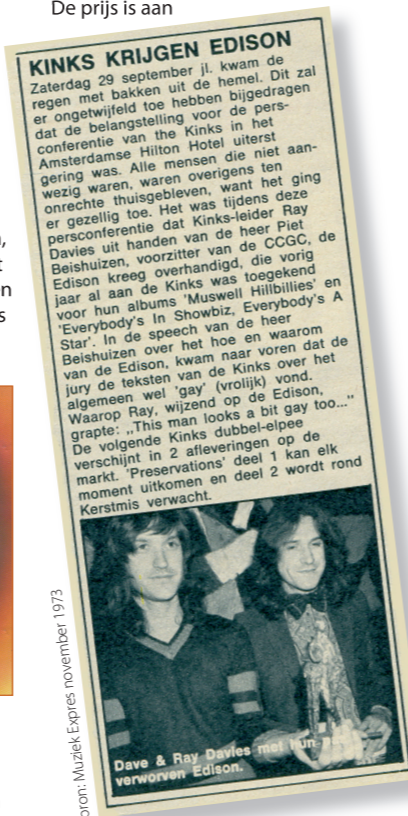 De prijs is aan
KINKS KRIJGEN EDISON
Zaterdag 29 september jl. kwam de
regen met bakken uit de hemel. Dit zal
er ongetwijfeld toe hebben bijgedragen
dat de belangstelling voor de pers-
conferentie van the Kinks in het
Amsterdamse Hilton Hotel uiterst
gering was. Alle mensen die niet aan-
wezig waren, waren overigens ten
onrechte thuisgebleven, want het ging
er gezellig toe. Het was tijdens deze
persconferentie dat Kinks-leider Ray
Davies uit handen van de heer Piet
Beishuizen, voorzitter van de CCGC, de
Edison kreeg overhandigd, die vorig
jaar al aan de Kinks was toegekend
voor hun albums 'Muswell Hillbillies' en
'Everybody's In Showbiz, Everybody's A
Star'. In de speech van de heer
Beishuizen over het hoe en waarom
van de Edison, kwam naar voren dat de
jury de teksten van de Kinks over het
algemeen wel 'gay' (vrolijk) vond.
Waarop Ray, wijzend op de Edison,
grapte: „This man looks a bit gay too..."
De volgende Kinks dubbel-elpee
verschijnt in 2 afleveringen op de
markt. 'Preservations' deel 1 kan elk
moment uitkomen en deel 2 wordt rond
Kerstmis verwacht.
Dave & Ray Davies met hun
verworven Edison.
Muziek Expres november 1973